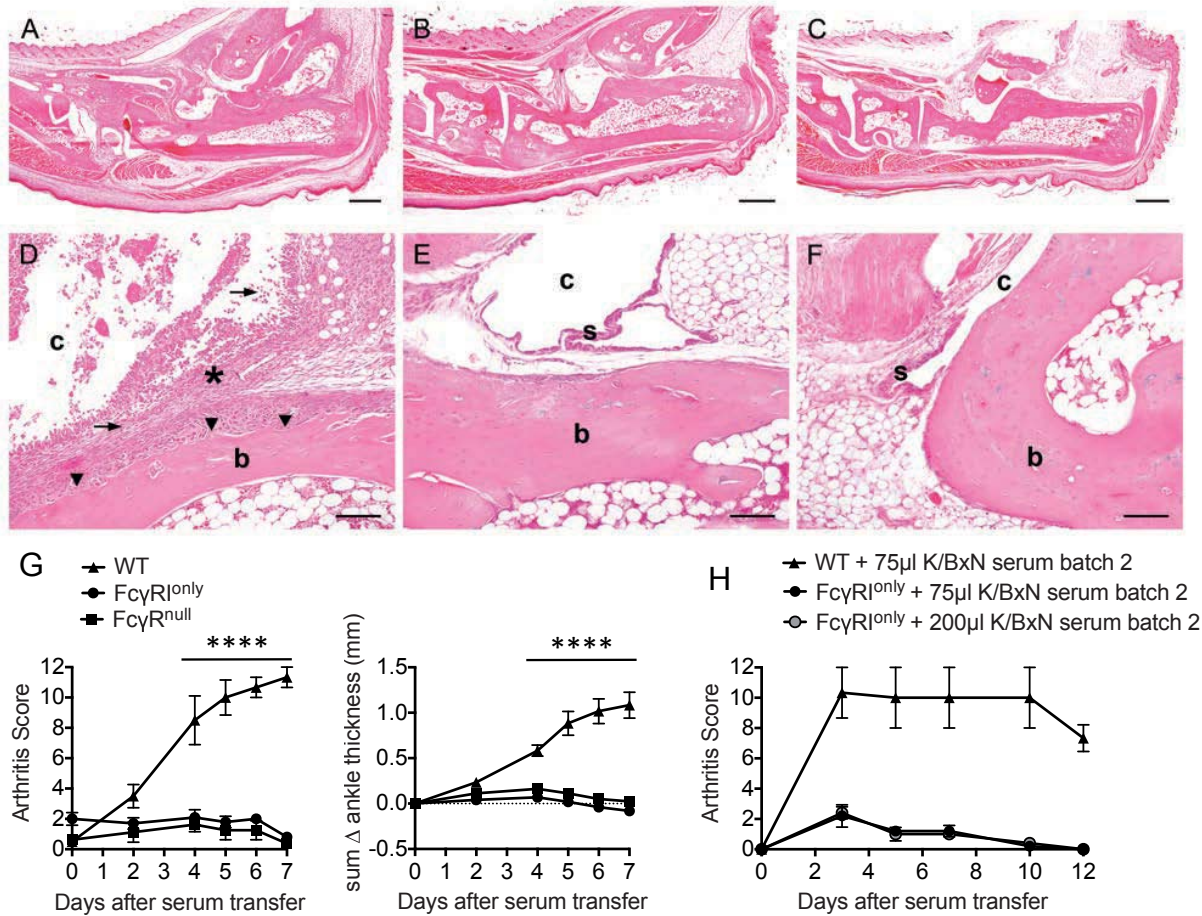 A
B
C
D
c
*
b
E
c
s
b
F
c
s
b
G
WT
FcγRI^only
FcγR^null
****
Arthritis Score
12
10
8
6
4
2
0
0 1 2 3 4 5 6 7
Days after serum transfer
****
sum Δ ankle thickness (mm)
1.5
1.0
0.5
0.0
-0.5
0 1 2 3 4 5 6 7
Days after serum transfer
H
WT + 75µl K/BxN serum batch 2
FcγRI^only + 75µl K/BxN serum batch 2
FcγRI^only + 200µl K/BxN serum batch 2
Arthritis Score
12
10
8
6
4
2
0
0 2 4 6 8 10 12
Days after serum transfer